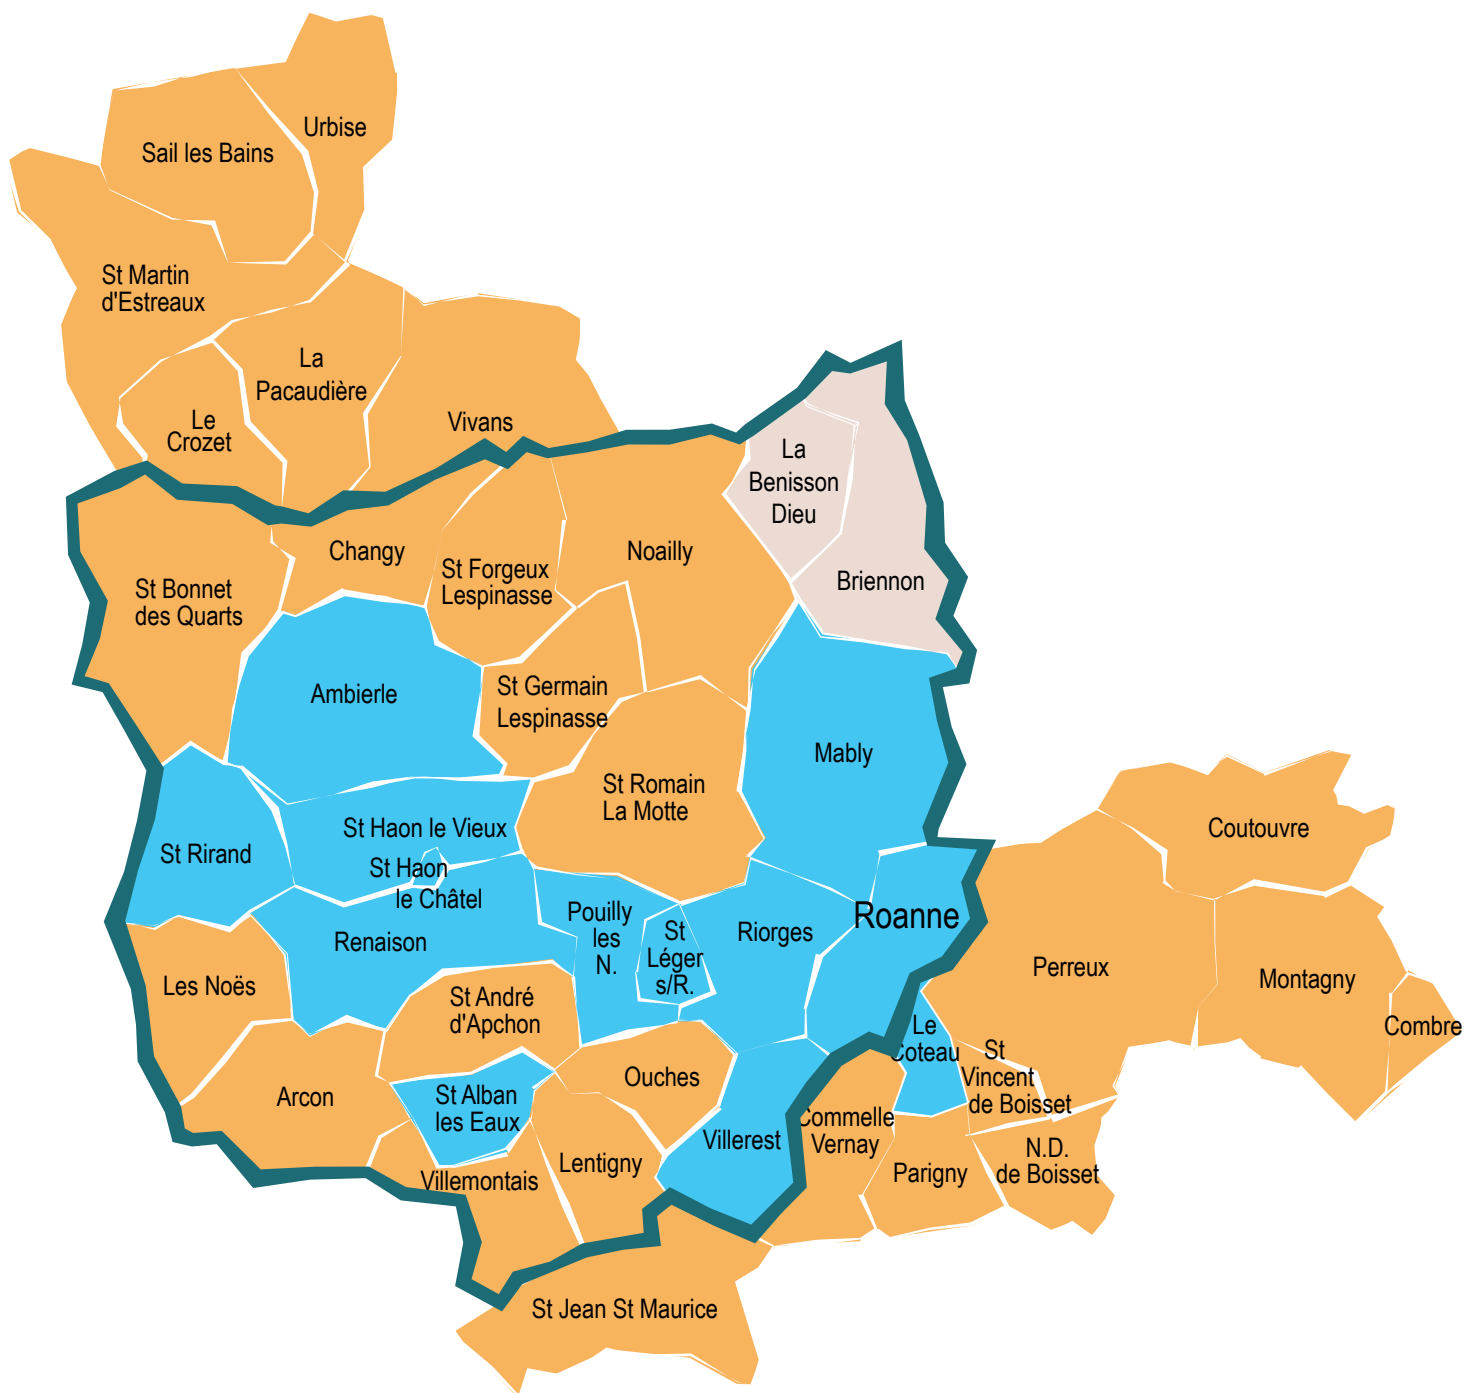 Urbise
Sail les Bains
St Martin
d'Estreaux
La
Pacaudière
Le
Crozet
Vivans
La
Benisson
Dieu
Briennon
Changy
St Forgeux
Lespinasse
Noailly
St Bonnet
des Quarts
Ambierle
St Germain
Lespinasse
Mably
St Romain
La Motte
St Haon le Vieux
St Rirand
St Haon
le Châtel
Renaison
Pouilly
les
N.
St
Léger
s/R.
Riorges
Roanne
Coutouvre
Perreux
Montagny
Combre
Les Noës
St André
d'Apchon
Le
Coteau
St
Vincent
de Boisset
Ouches
Arcon
St Alban
les Eaux
Villerest
Commelle
Vernay
N.D.
de Boisset
Parigny
Lentigny
Villemontais
St Jean St Maurice